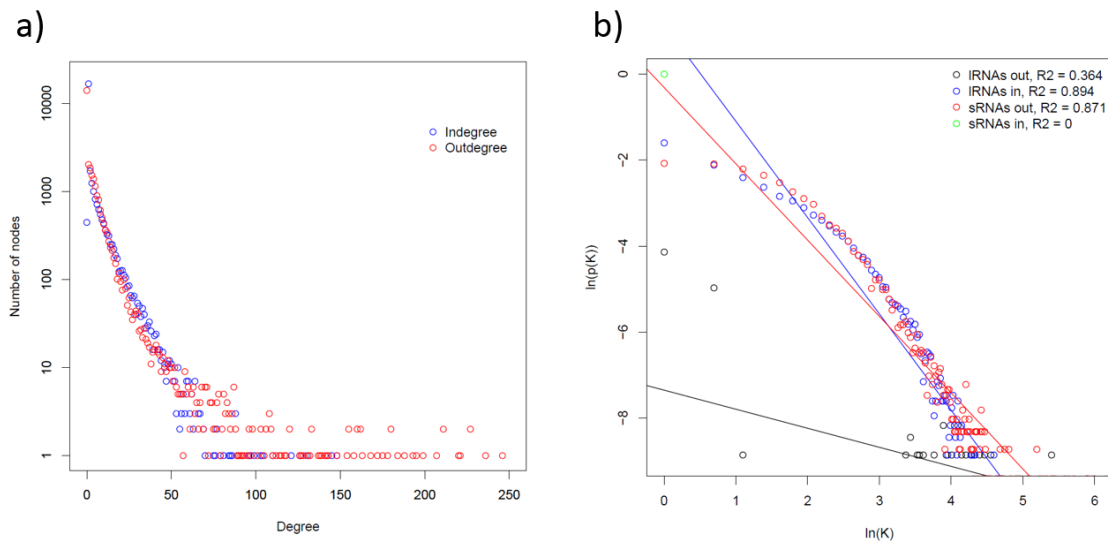 a)
10000
1000
100
10
1
Number of nodes
Indegree
Outdegree
0
50
100
150
200
250
Degree
b)
0
-2
-4
-6
-8
ln(p(K))
lRNAs out, R2 = 0.364
lRNAs in, R2 = 0.894
sRNAs out, R2 = 0.871
sRNAs in, R2 = 0
0
1
2
3
4
5
6
ln(K)